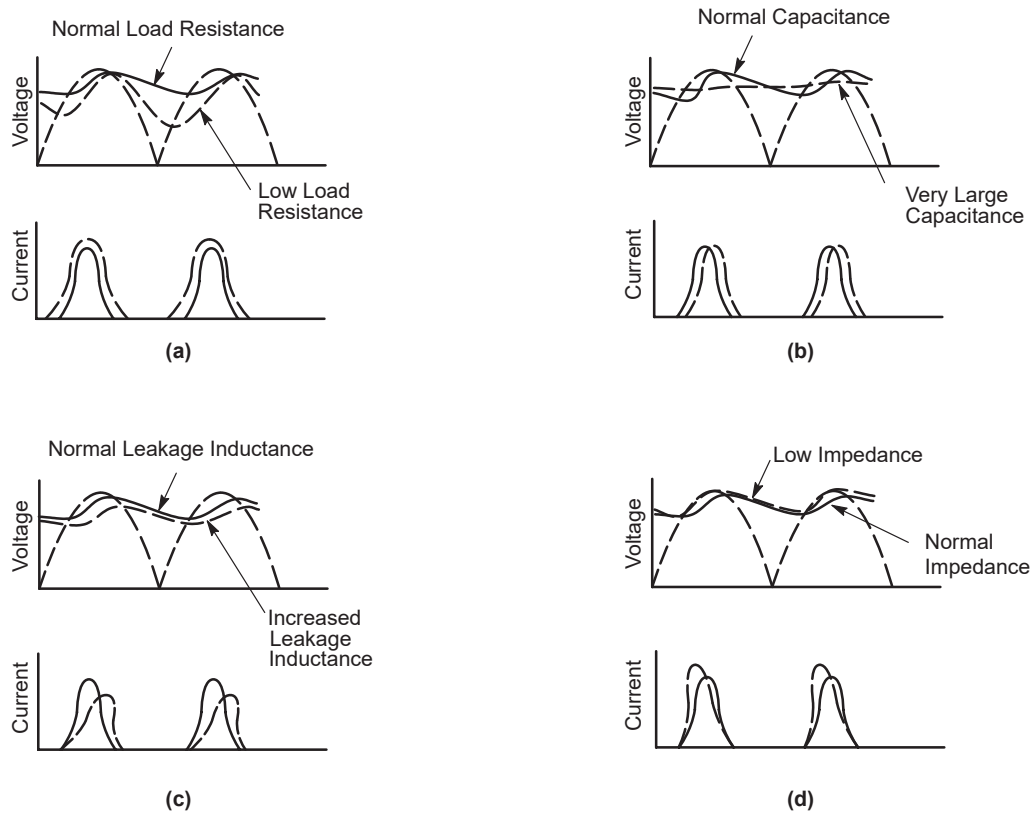 Normal Load Resistance
Voltage
Low Load
Resistance
Current
(a)
Normal Capacitance
Voltage
Very Large
Capacitance
Current
(b)
Normal Leakage Inductance
Voltage
Increased
Leakage
Inductance
Current
(c)
Low Impedance
Voltage
Normal
Impedance
Current
(d)